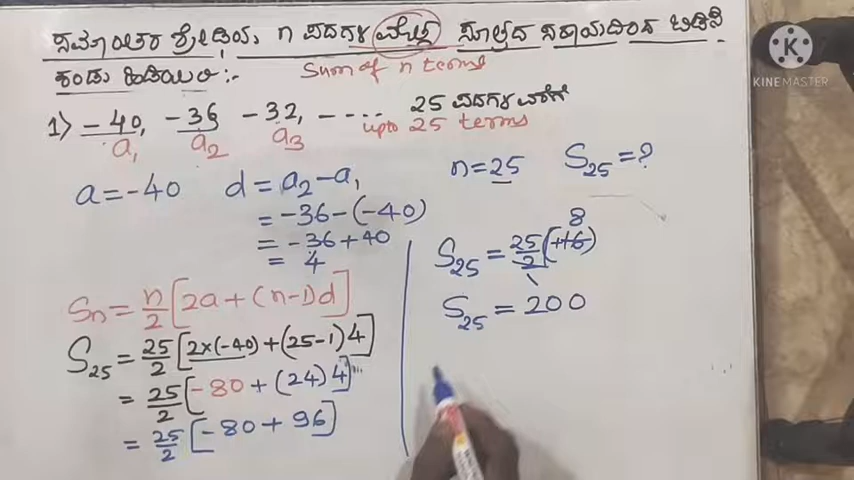 ಸಮಾಂತರ ಶ್ರೇಡಿಯ n ಪದಗಳ ಮೊತ್ತ ಸೂತ್ರದ ಸಹಾಯದಿಂದ ಬಿಡಿಸಿ
ಕಂಡು ಹಿಡಿಯಿರಿ :-
Sum of n terms
1) -40, -36 -32, - - - - 25 ಪದಗಳ ವರೆಗೆ
a₁ a₂ a₃ upto 25 terms
a = -40 d = a₂ - a₁
= -36 - (-40)
= -36 + 40
= 4
Sn = n/2 [2a + (n-1)d]
S₂₅ = 25/2 [2×(-40) + (25-1)4]
= 25/2 [-80 + (24)4]
= 25/2 [-80 + 96]
n = 25 S₂₅ = ?
8
S₂₅ = 25/2 (+16)
S₂₅ = 200
KINEMASTER